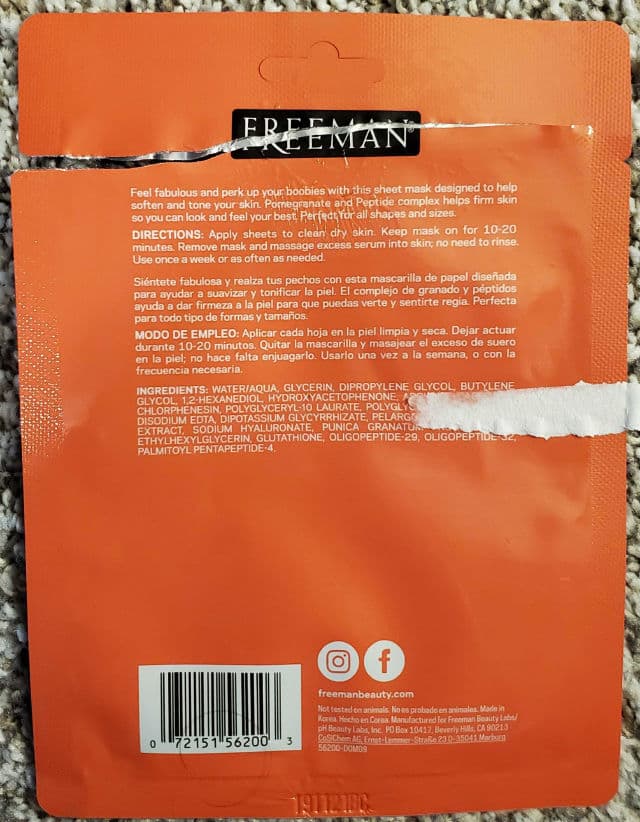 FREEMAN
Feel fabulous and perk up your boobies with this sheet mask designed to help
soften and tone your skin. Pomegranate and Peptide complex helps firm skin
so you can look and feel your best. Perfect for all shapes and sizes.
DIRECTIONS: Apply sheets to clean dry skin. Keep mask on for 10-20
minutes. Remove mask and massage excess serum into skin; no need to rinse.
Use once a week or as often as needed.
Siéntete fabulosa y realza tus pechos con esta mascarilla de papel diseñada
para ayudar a suavizar y tonificar la piel. El complejo de granado y péptidos
ayuda a dar firmeza a la piel para que puedas verte y sentirte regia. Perfecta
para todo tipo de formas y tamaños.
MODO DE EMPLEO: Aplicar cada hoja en la piel limpia y seca. Dejar actuar
durante 10-20 minutos. Quitar la mascarilla y masajear el exceso de suero
en la piel; no hace falta enjuagarlo. Usarlo una vez a la semana, o con la
frecuencia necesaria.
INGREDIENTS: WATER/AQUA, GLYCERIN, DIPROPYLENE GLYCOL, BUTYLENE
GLYCOL, 1,2-HEXANEDIOL, HYDROXYACETOPHENONE,
CHLORPHENESIN, POLYGLYCERYL-10 LAURATE,
DISODIUM EDTA, DIPOTASSIUM GLYCYRRHIZATE,
EXTRACT, SODIUM HYALURONATE, PUNICA GRANATUM
ETHYLHEXYLGLYCERIN, GLUTATHIONE, OLIGOPEPTIDE-29, OLIGOPEPTIDE-32,
PALMITOYL PENTAPEPTIDE-4.
freemanbeauty.com
Not tested on animals. No es probado en animales. Made in
Korea. Hecho en Corea. Manufactured for Freeman Beauty Labs/
pH Beauty Labs, Inc. PO Box 10417, Beverly Hills, CA 90213
CoSiChem AG, Ernst-Lemmer-Straße 23 D-35041 Marburg
56200-DOM09
0 72151 56200 3